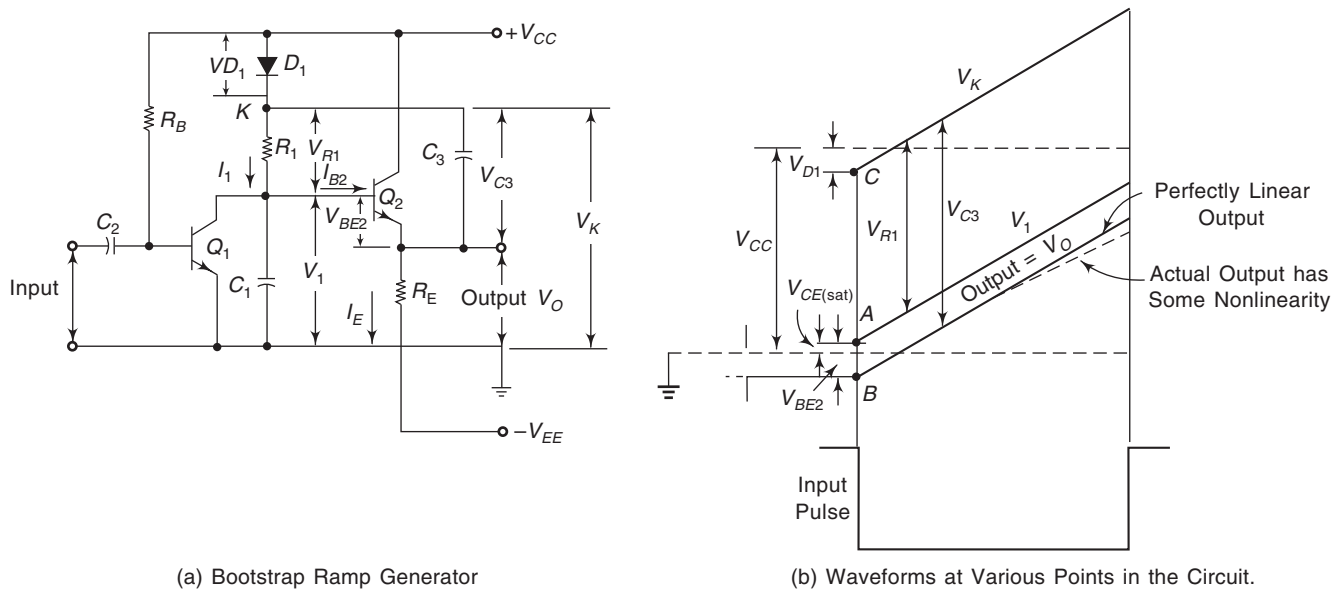 +V_CC
VD_1
D_1
K
R_B
R_1
V_R1
C_3
I_1
I_B2
V_C3
Q_2
V_BE2
V_K
C_2
Q_1
Input
C_1
V_1
R_E
Output
V_O
I_E
−V_EE
(a) Bootstrap Ramp Generator
V_K
V_D1
C
Perfectly Linear
Output
V_C3
V_1
V_R1
V_CC
Output = V_O
Actual Output has
Some Nonlinearity
V_CE(sat)
A
B
V_BE2
Input
Pulse
(b) Waveforms at Various Points in the Circuit.